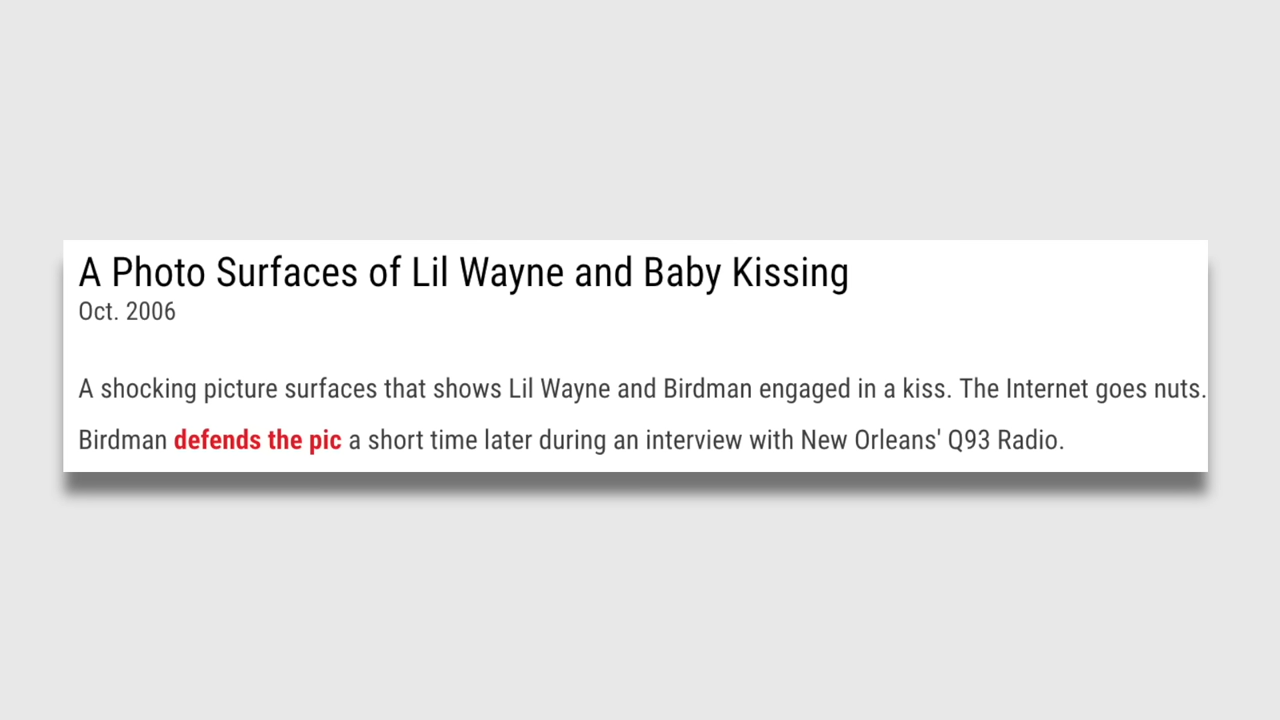 A Photo Surfaces of Lil Wayne and Baby Kissing
Oct. 2006
A shocking picture surfaces that shows Lil Wayne and Birdman engaged in a kiss. The Internet goes nuts.
Birdman defends the pic a short time later during an interview with New Orleans' Q93 Radio.